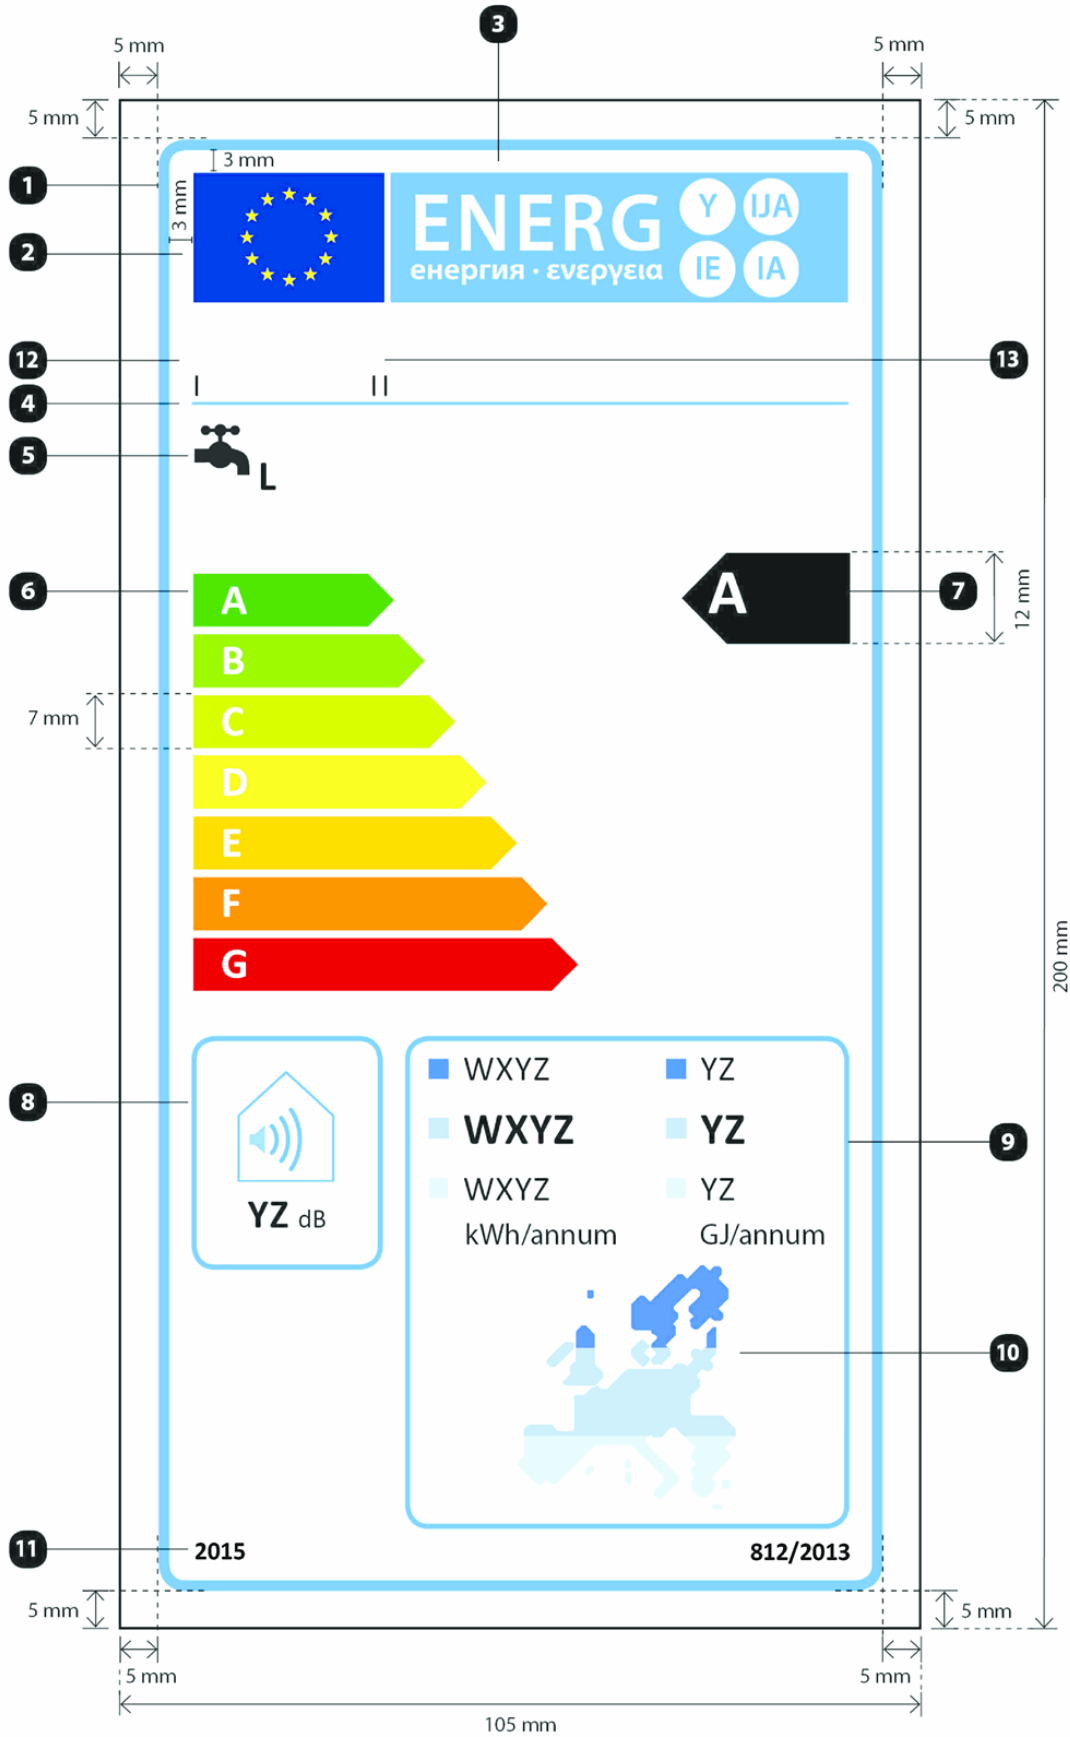 3
5 mm
5 mm
5 mm
5 mm
3 mm
1
3 mm
2
ENERG
енергия · ενεργεια
Y
IJA
IE
IA
12
13
I
II
4
5
L
6
A
A
7
12 mm
B
7 mm
C
D
E
F
G
200 mm
WXYZ
YZ
8
WXYZ
YZ
9
WXYZ
YZ
YZ dB
kWh/annum
GJ/annum
10
11
2015
812/2013
5 mm
5 mm
5 mm
5 mm
105 mm